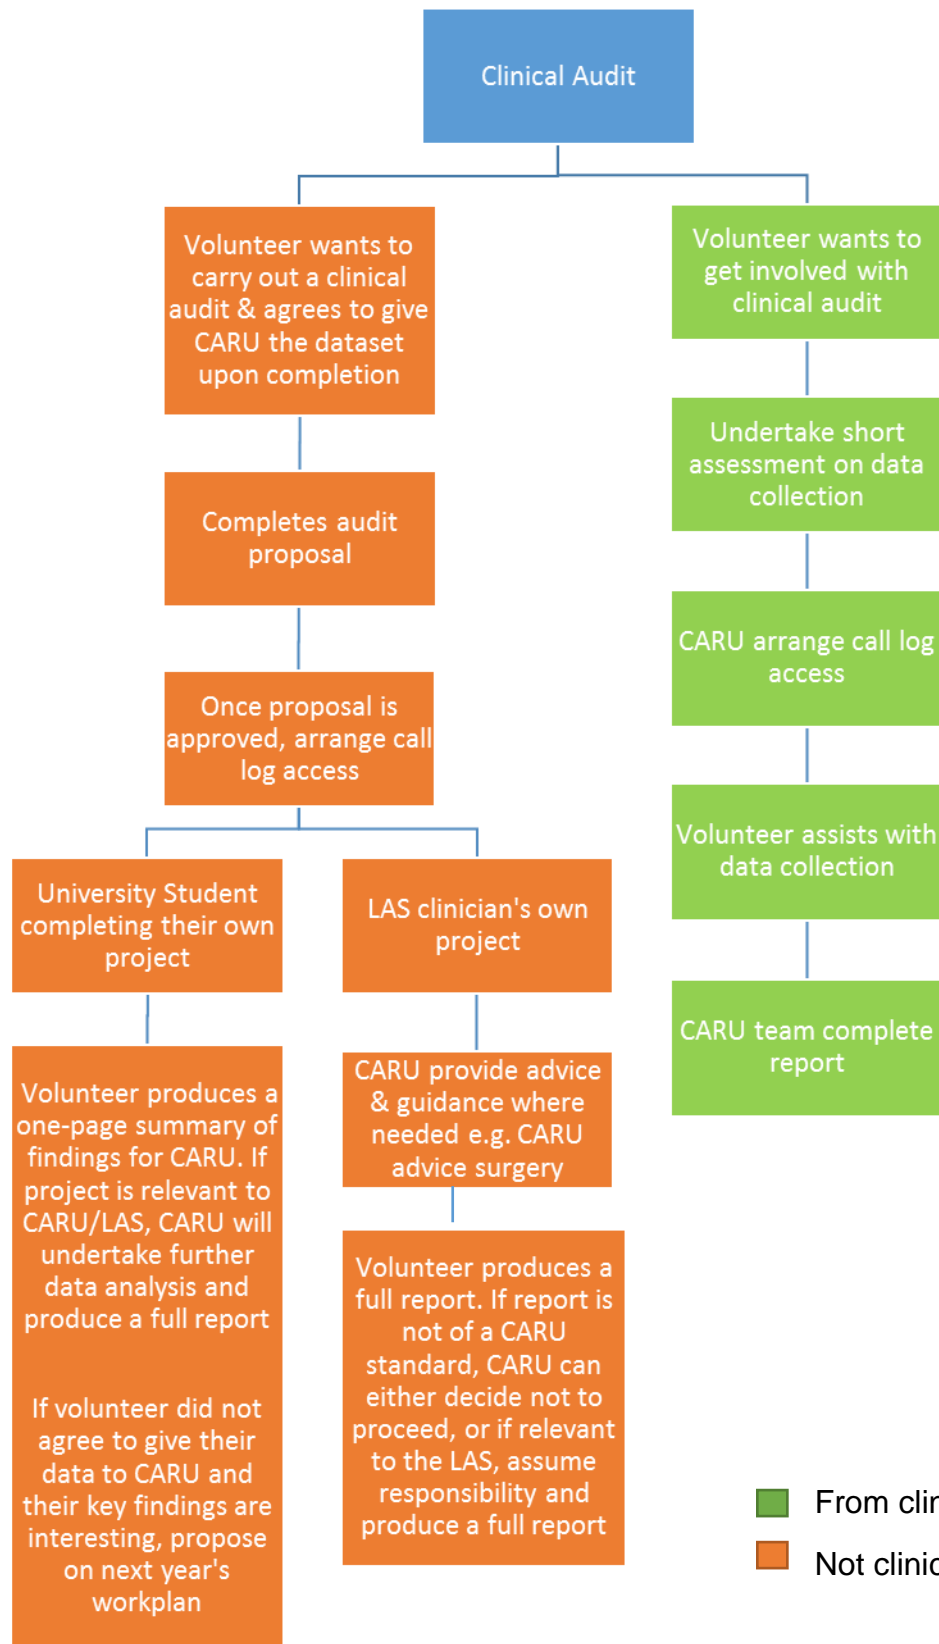 Clinical Audit
Volunteer wants to
carry out a clinical
audit & agrees to give
CARU the dataset
upon completion
Completes audit
proposal
Once proposal is
approved, arrange call
log access
University Student
completing their own
project
Volunteer produces a
one-page summary of
findings for CARU. If
project is relevant to
CARU/LAS, CARU will
undertake further
data analysis and
produce a full report
If volunteer did not
agree to give their
data to CARU and
their key findings are
interesting, propose
on next year's
workplan
LAS clinician's own
project
CARU provide advice
& guidance where
needed e.g. CARU
advice surgery
Volunteer produces a
full report. If report is
not of a CARU
standard, CARU can
either decide not to
proceed, or if relevant
to the LAS, assume
responsibility and
produce a full report
Volunteer wants to
get involved with
clinical audit
Undertake short
assessment on data
collection
CARU arrange call log
access
Volunteer assists with
data collection
CARU team complete
report
From
Not